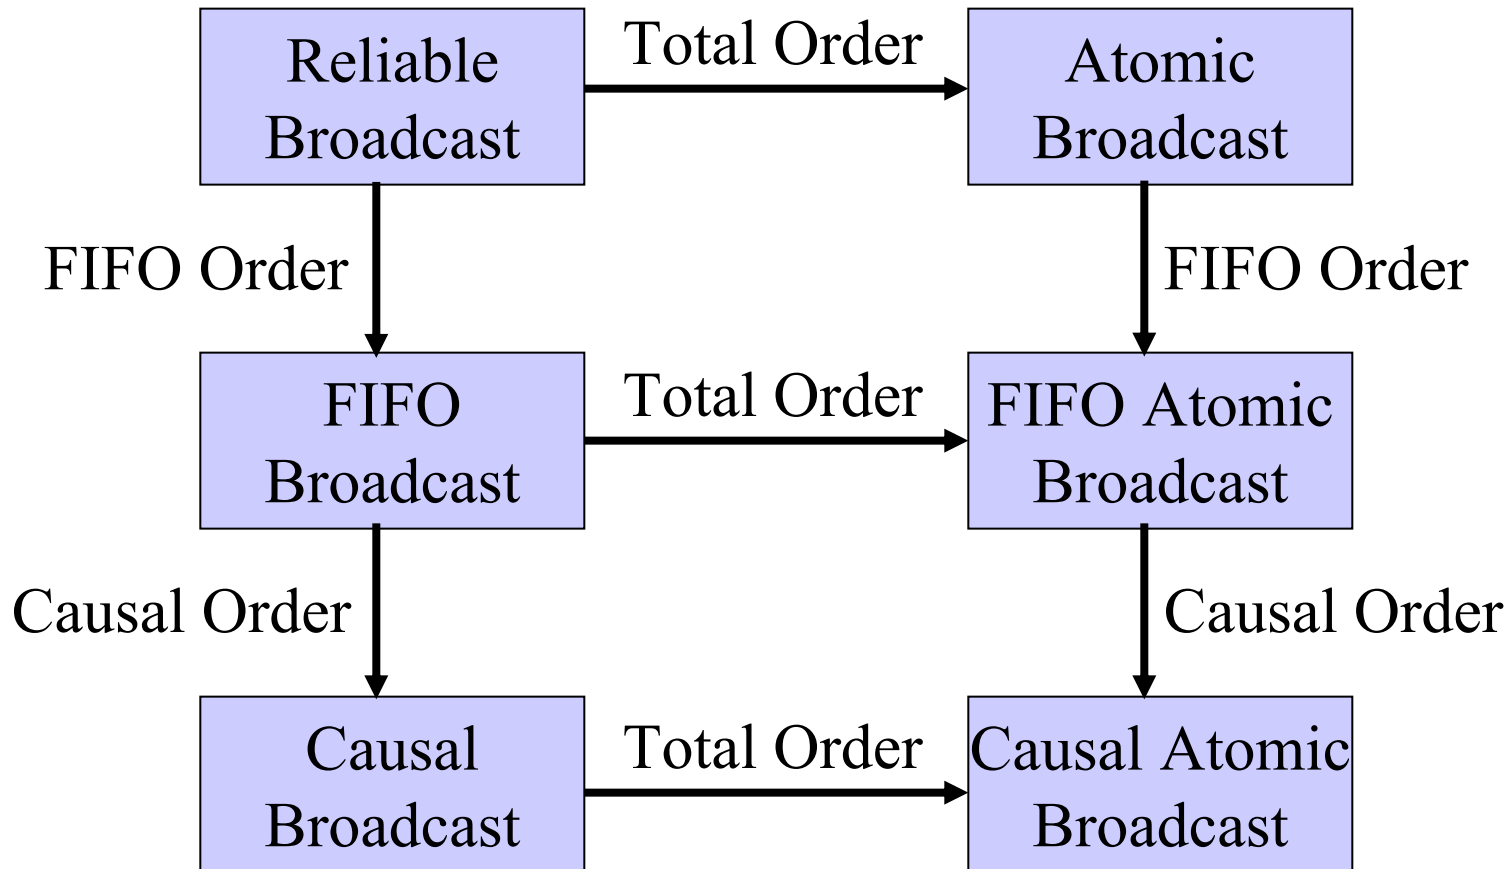 Reliable
Broadcast
Total Order
Atomic
Broadcast
FIFO Order
FIFO Order
FIFO
Broadcast
Total Order
FIFO Atomic
Broadcast
Causal Order
Causal Order
Causal
Broadcast
Total Order
Causal Atomic
Broadcast